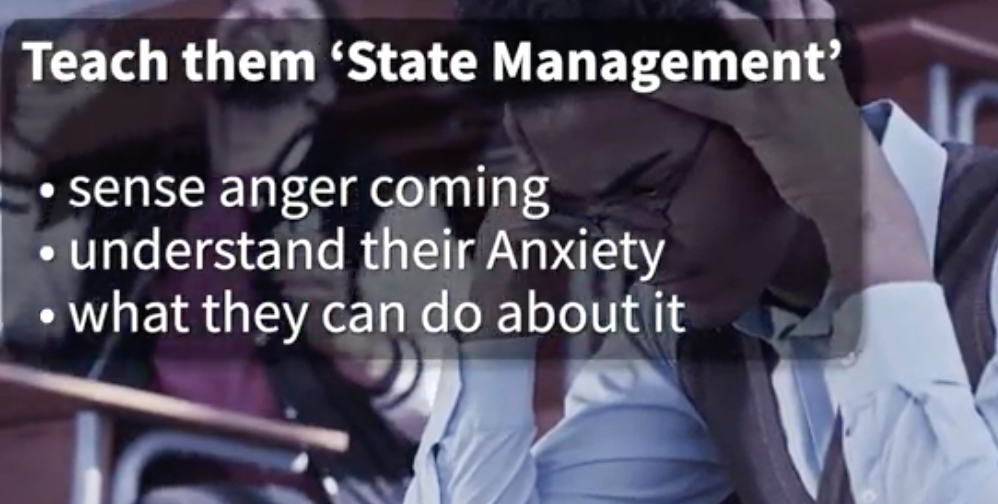 Teach them ‘State Management’
• sense anger coming
• understand their Anxiety
• what they can do about it